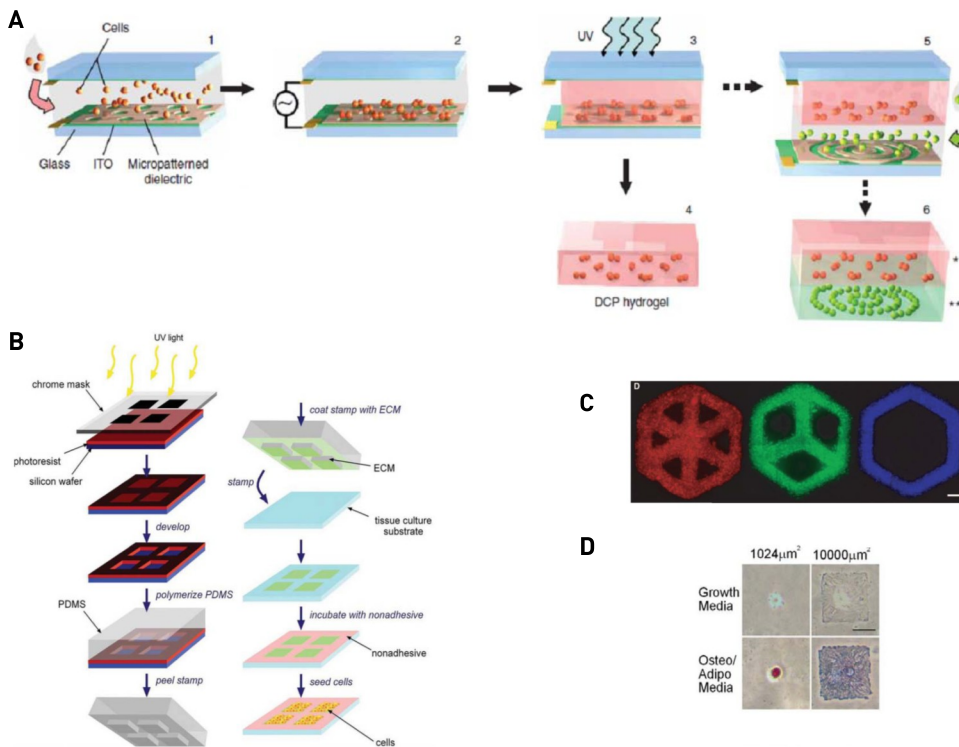 A
Cells
1
2
UV
3
5
Glass
ITO
Micropatterned
dielectric
4
DCP hydrogel
6
*
**
B
UV light
chrome mask
photoresist
silicon wafer
develop
polymerize PDMS
PDMS
peel stamp
coat stamp with ECM
ECM
stamp
tissue culture
substrate
incubate with nonadhesive
nonadhesive
seed cells
cells
C
D
D
1024μm² 10000μm²
Growth
Media
Osteo/
Adipo
Media